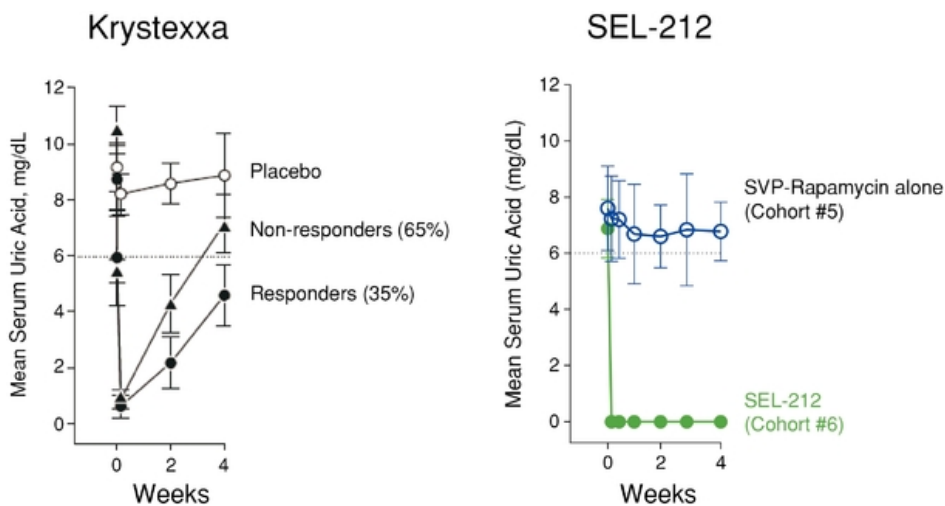 Krystexxa
Mean Serum Uric Acid, mg/dL
12
10
8
6
4
2
0
Placebo
Non-responders (65%)
Responders (35%)
0 2 4
Weeks
SEL-212
Mean Serum Uric Acid (mg/dL)
12
10
8
6
4
2
0
SVP-Rapamycin alone
(Cohort #5)
SEL-212
(Cohort #6)
0 2 4
Weeks